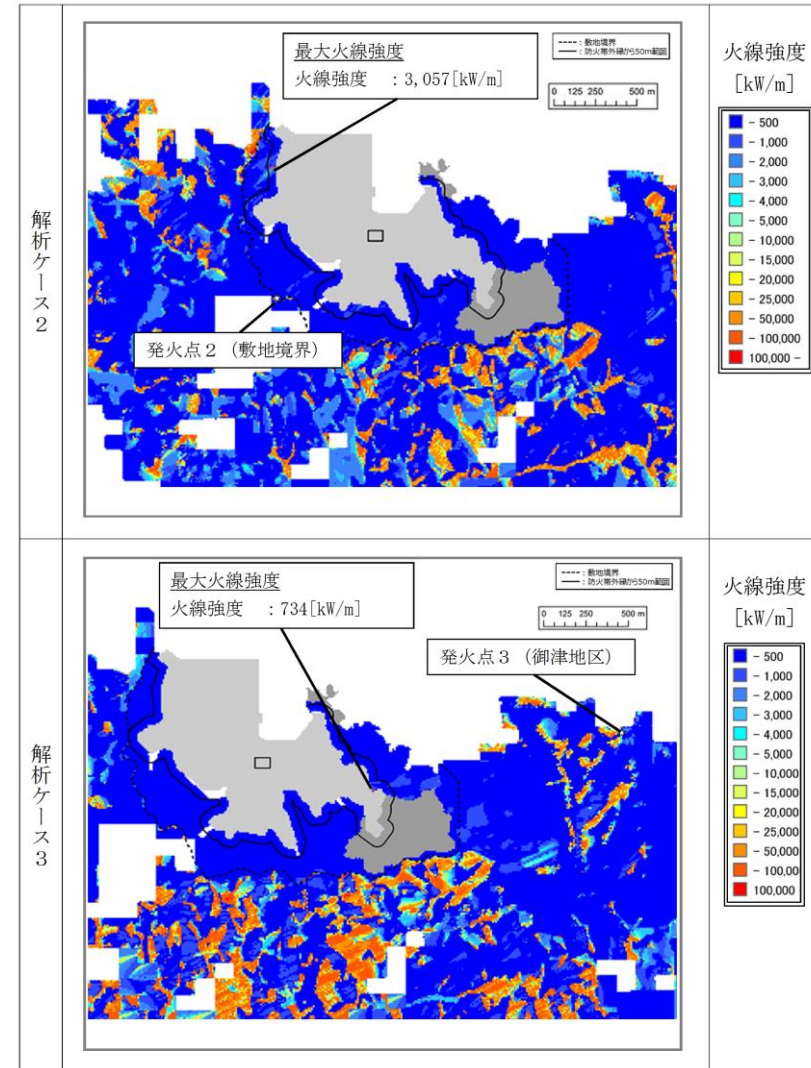 解析ケース2
最大火線強度
火線強度 : 3,057[kW/m]
----: 敷地境界
―: 防火帯外縁から50m範囲
0 125 250 500 m
発火点2 (敷地境界)
火線強度
[kW/m]
- 500
- 1,000
- 2,000
- 3,000
- 4,000
- 5,000
- 10,000
- 15,000
- 20,000
- 25,000
- 50,000
- 100,000
100,000 -
解析ケース3
最大火線強度
火線強度 : 734[kW/m]
----: 敷地境界
―: 防火帯外縁から50m範囲
0 125 250 500 m
発火点3 (御津地区)
火線強度
[kW/m]
- 500
- 1,000
- 2,000
- 3,000
- 4,000
- 5,000
- 10,000
- 15,000
- 20,000
- 25,000
- 50,000
- 100,00
100,000